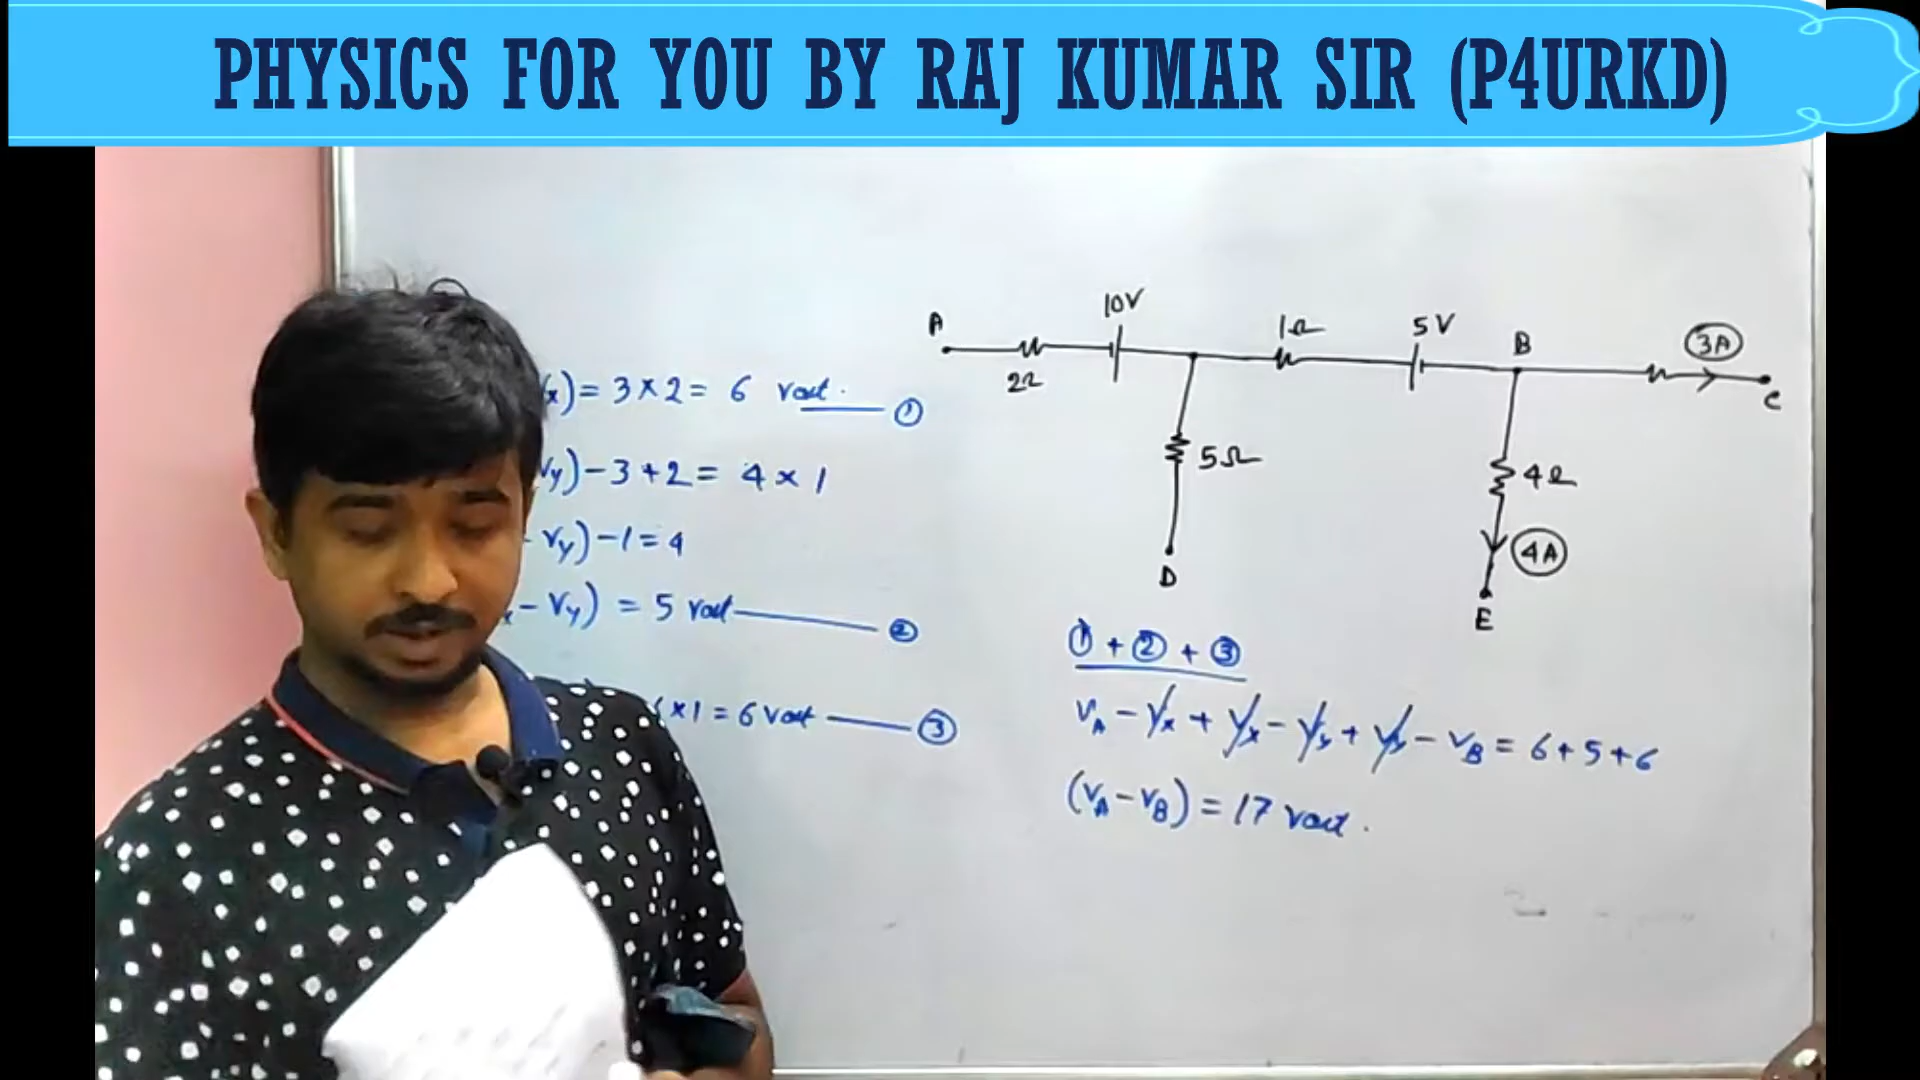 PHYSICS FOR YOU BY RAJ KUMAR SIR (P4URKD)
x) = 3 × 2 = 6 Volt. ①
Vy) - 3 + 2 = 4 × 1
- Vy) - 1 = 4
x - Vy) = 5 Volt ②
× 1 = 6 Volt ③
A
2Ω
10V
1Ω
5V
B
3A
C
5Ω
D
4Ω
4A
E
① + ② + ③
VA - Vx + Vx - Vy + Vy - VB = 6 + 5 + 6
(VA - VB) = 17 Volt.